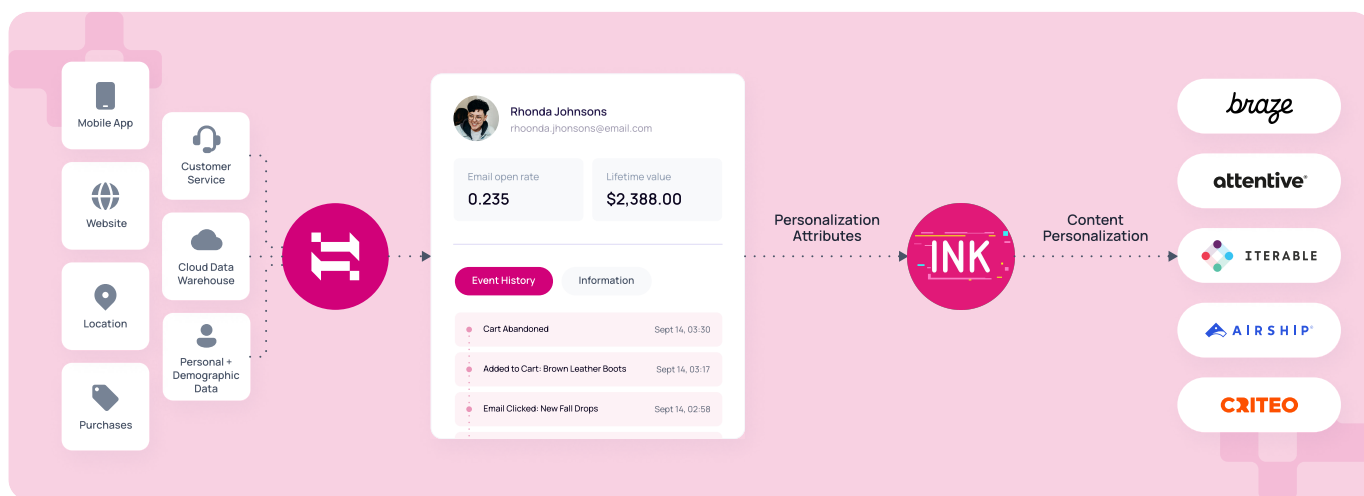 Mobile App
Website
Location
Purchases
Customer
Service
Cloud Data
Warehouse
Personal +
Demographic
Data
Rhonda Johnsons
rhoonda.jhonsons@email.com
Email open rate
0.235
Lifetime value
$2,388.00
Event History
Information
Cart Abandoned
Sept 14, 03:30
Added to Cart: Brown Leather Boots
Sept 14, 03:17
Email Clicked: New Fall Drops
Sept 14, 02:58
Personalization
Attributes
INK
Content
Personalization
braze
attentive®
ITERABLE
AIRSHIP®
CRITEO